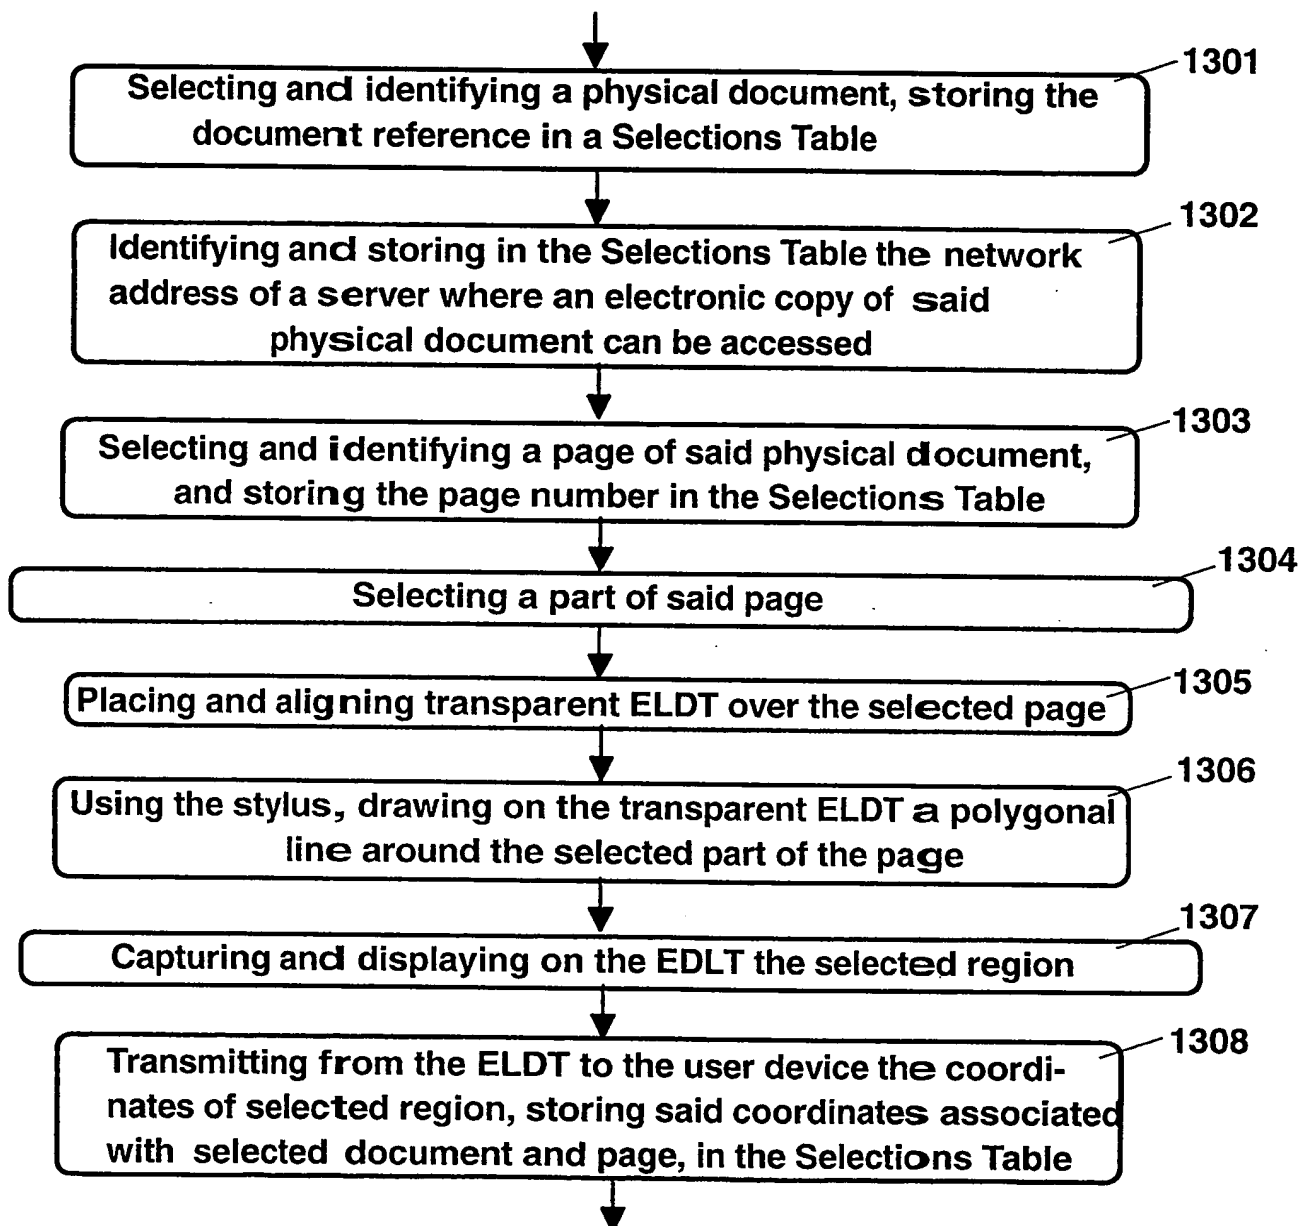 1301
Selecting and identifying a physical document, storing the
document reference in a Selections Table
1302
Identifying and storing in the Selections Table the network
address of a server where an electronic copy of said
physical document can be accessed
1303
Selecting and identifying a page of said physical document,
and storing the page number in the Selections Table
1304
Selecting a part of said page
1305
Placing and aligning transparent ELDT over the selected page
1306
Using the stylus, drawing on the transparent ELDT a polygonal
line around the selected part of the page
1307
Capturing and displaying on the EDLT the selected region
1308
Transmitting from the ELDT to the user device the coordi-
nates of selected region, storing said coordinates associated
with selected document and page, in the Selections Table